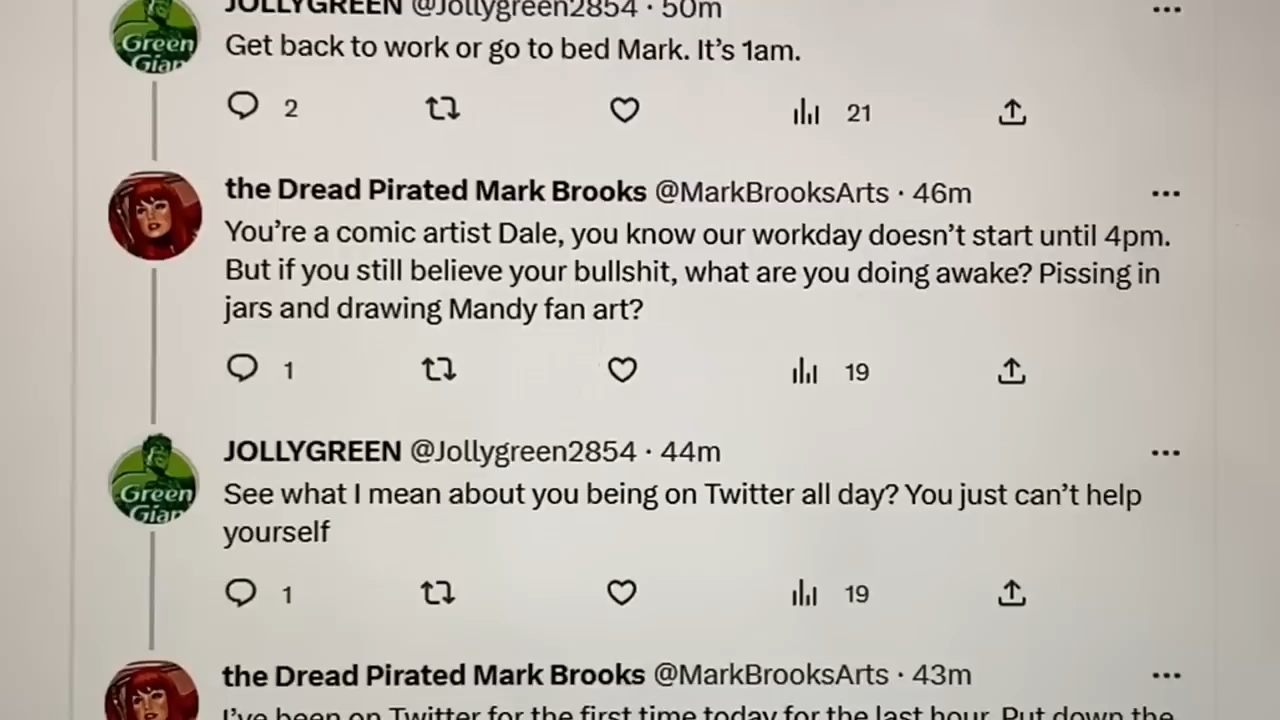 JOLLYGREEN @Jollygreen2854 · 50m
Green
Giant
Get back to work or go to bed Mark. It’s 1am.
2 21
the Dread Pirated Mark Brooks @MarkBrooksArts · 46m
You’re a comic artist Dale, you know our workday doesn’t start until 4pm.
But if you still believe your bullshit, what are you doing awake? Pissing in
jars and drawing Mandy fan art?
1 19
JOLLYGREEN @Jollygreen2854 · 44m
Green
Giant
See what I mean about you being on Twitter all day? You just can’t help
yourself
1 19
the Dread Pirated Mark Brooks @MarkBrooksArts · 43m
I’ve been on Twitter for the first time today for the last hour. Put down the